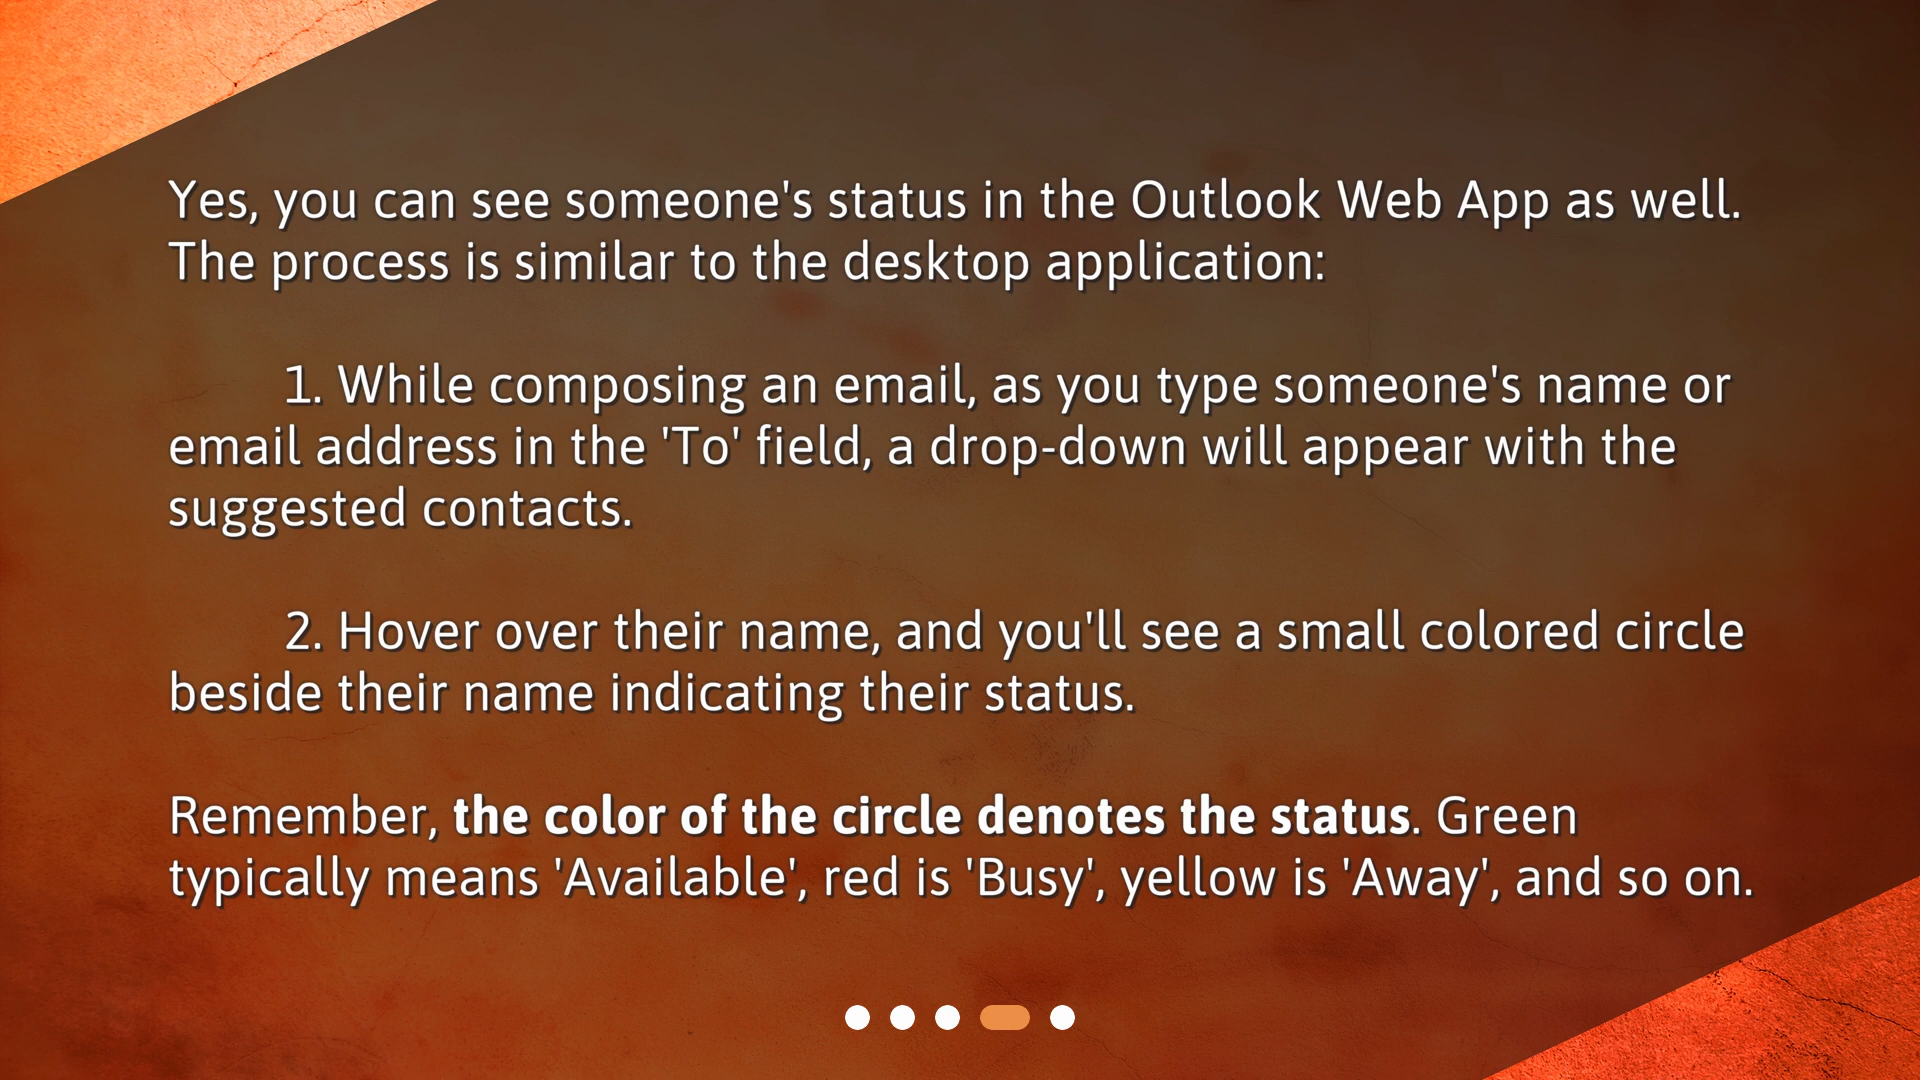 Yes, you can see someone's status in the Outlook Web App as well.
The process is similar to the desktop application:
1. While composing an email, as you type someone's name or
email address in the 'To' field, a drop-down will appear with the
suggested contacts.
2. Hover over their name, and you'll see a small colored circle
beside their name indicating their status.
Remember, the color of the circle denotes the status. Green
typically means 'Available', red is 'Busy', yellow is 'Away', and so on.